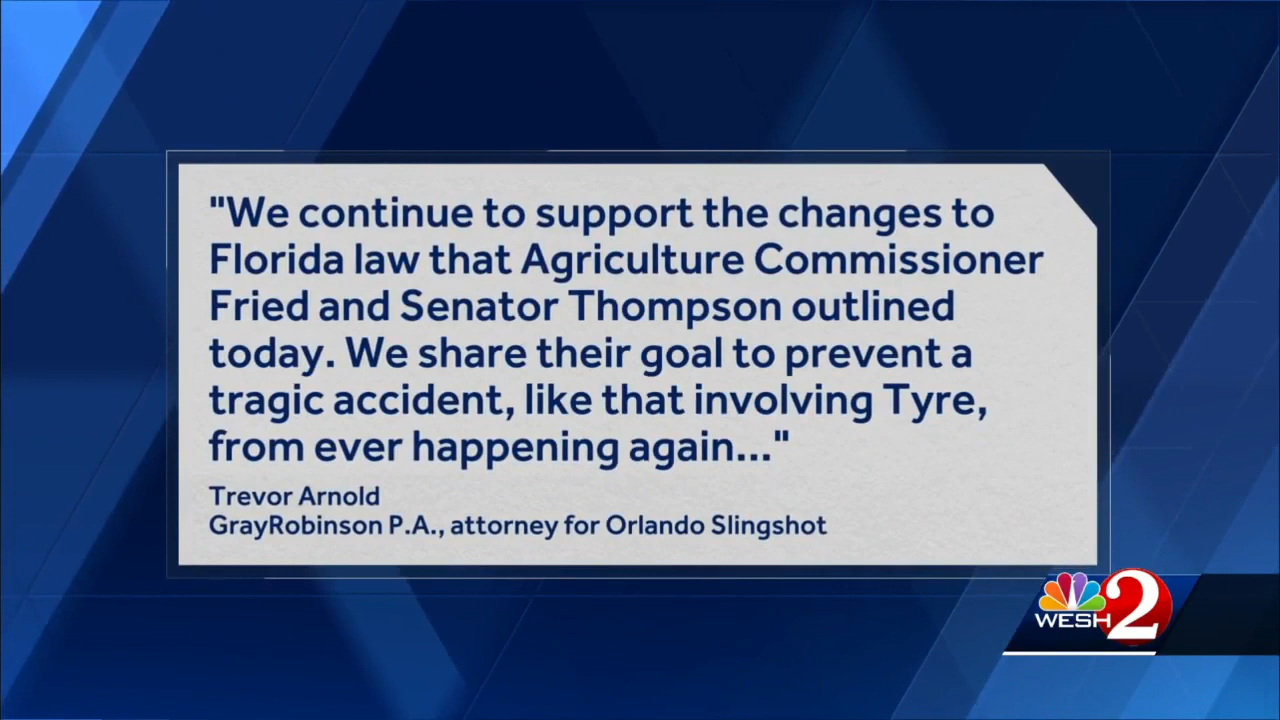 "We continue to support the changes to
Florida law that Agriculture Commissioner
Fried and Senator Thompson outlined
today. We share their goal to prevent a
tragic accident, like that involving Tyre,
from ever happening again..."
Trevor Arnold
GrayRobinson P.A., attorney for Orlando Slingshot
WESH 2